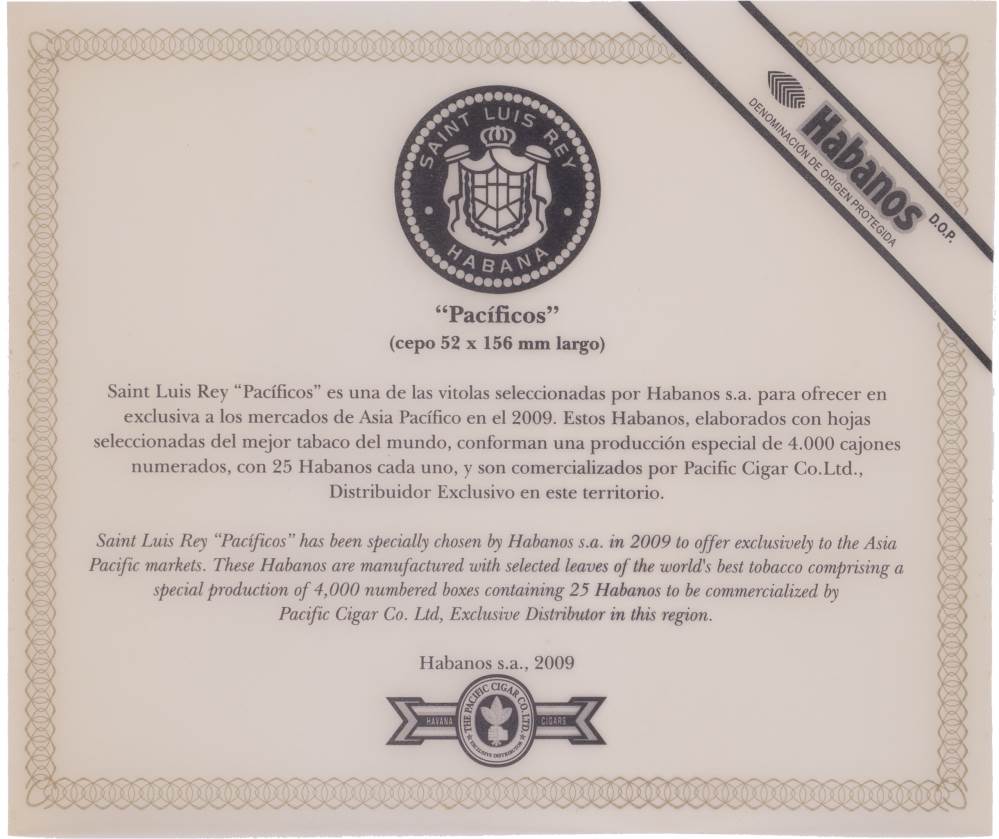 SAINT LUIS REY
HABANA
Habanos D.O.P.
DENOMINACIÓN DE ORIGEN PROTEGIDA
“Pacíficos”
(cepo 52 x 156 mm largo)
Saint Luis Rey “Pacíficos” es una de las vitolas seleccionadas por Habanos s.a. para ofrecer en
exclusiva a los mercados de Asia Pacífico en el 2009. Estos Habanos, elaborados con hojas
seleccionadas del mejor tabaco del mundo, conforman una producción especial de 4.000 cajones
numerados, con 25 Habanos cada uno, y son comercializados por Pacific Cigar Co.Ltd.,
Distribuidor Exclusivo en este territorio.
Saint Luis Rey “Pacíficos” has been specially chosen by Habanos s.a. in 2009 to offer exclusively to the Asia
Pacific markets. These Habanos are manufactured with selected leaves of the world's best tobacco comprising a
special production of 4,000 numbered boxes containing 25 Habanos to be commercialized by
Pacific Cigar Co. Ltd, Exclusive Distributor in this region.
Habanos s.a., 2009
THE PACIFIC CIGAR CO. LTD.
HAVANA CIGARS
EXCLUSIVE DISTRIBUTOR